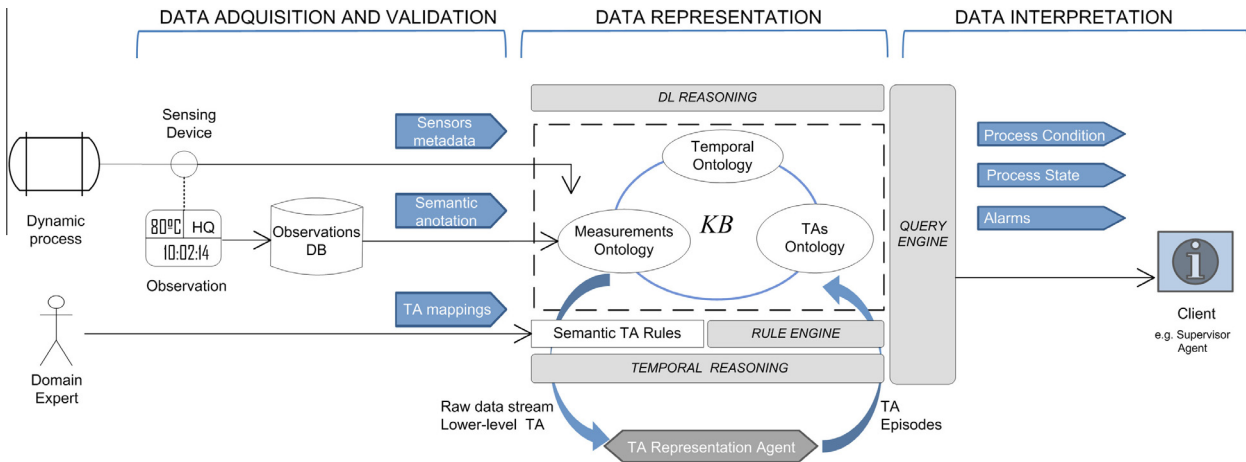 DATA ADQUISITION AND VALIDATION
DATA REPRESENTATION
DATA INTERPRETATION
Sensing
Device
Dynamic
process
80ºC HQ
10:02:14
Observation
Observations
DB
Domain
Expert
Sensors
metadata
Semantic
anotation
TA mappings
DL REASONING
Temporal
Ontology
Measurements
Ontology
KB
TAs
Ontology
Semantic TA Rules
RULE ENGINE
TEMPORAL REASONING
Raw data stream
Lower-level TA
TA Representation Agent
TA
Episodes
QUERY
ENGINE
Process Condition
Process State
Alarms
i
Client
e.g. Supervisor
Agent